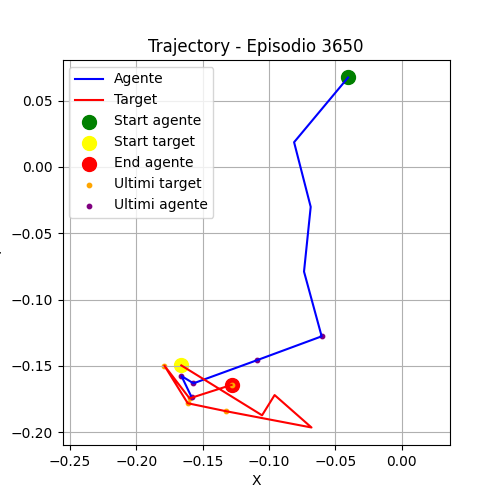 Trajectory - Episodio 3650
Agente
Target
Start agente
Start target
End agente
Ultimi target
Ultimi agente
0.05
0.00
−0.05
−0.10
−0.15
−0.20
−0.25 −0.20 −0.15 −0.10 −0.05 0.00
X